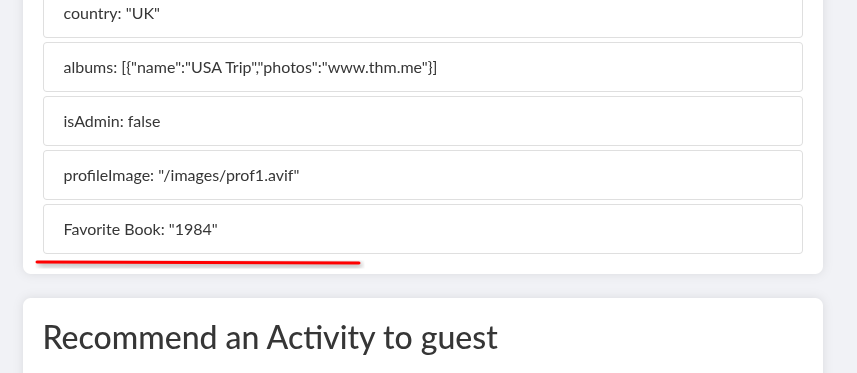 country: "UK"
albums: [{"name":"USA Trip","photos":"www.thm.me"}]
isAdmin: false
profileImage: "/images/prof1.avif"
Favorite Book: "1984"
Recommend an Activity to guest